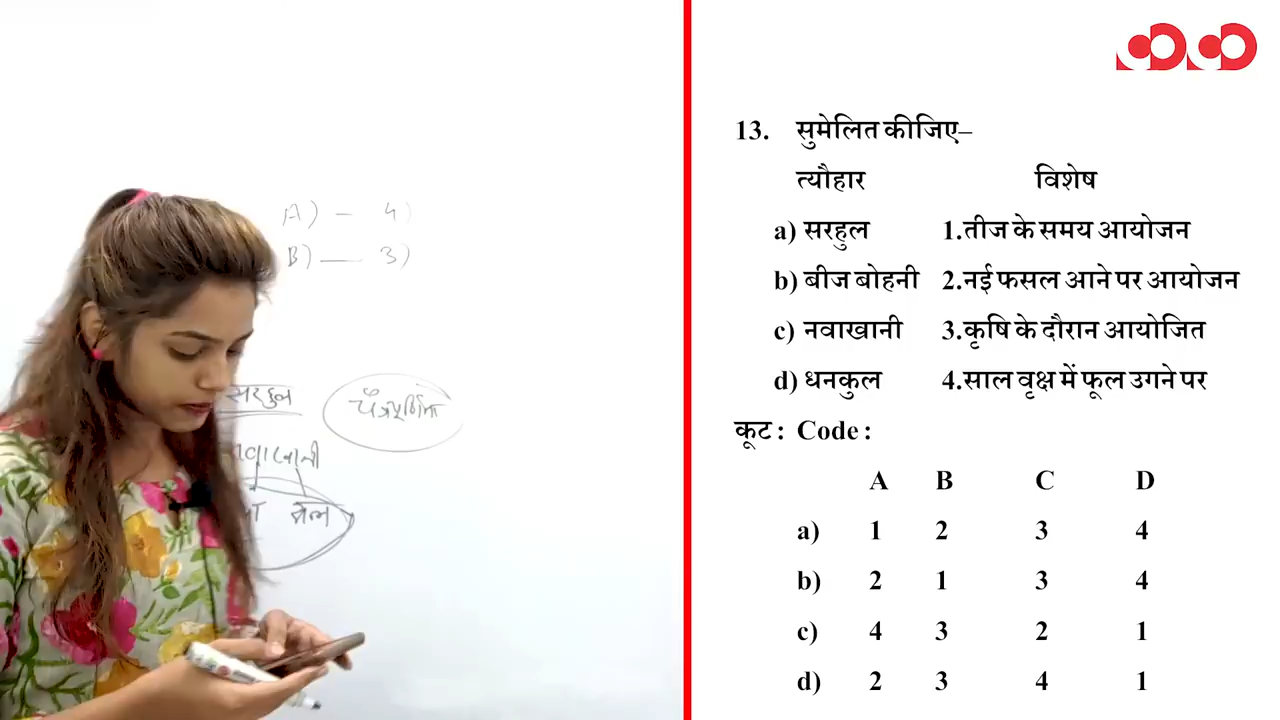 13. सुमेलित कीजिए–
त्यौहार विशेष
a) सरहुल 1.तीज के समय आयोजन
b) बीज बोहनी 2.नई फसल आने पर आयोजन
c) नवाखानी 3.कृषि के दौरान आयोजित
d) धनकुल 4.साल वृक्ष में फूल उगने पर
कूट : Code :
A B C D
a) 1 2 3 4
b) 2 1 3 4
c) 4 3 2 1
d) 2 3 4 1
A) – 4)
B) — 3)
सरहुल